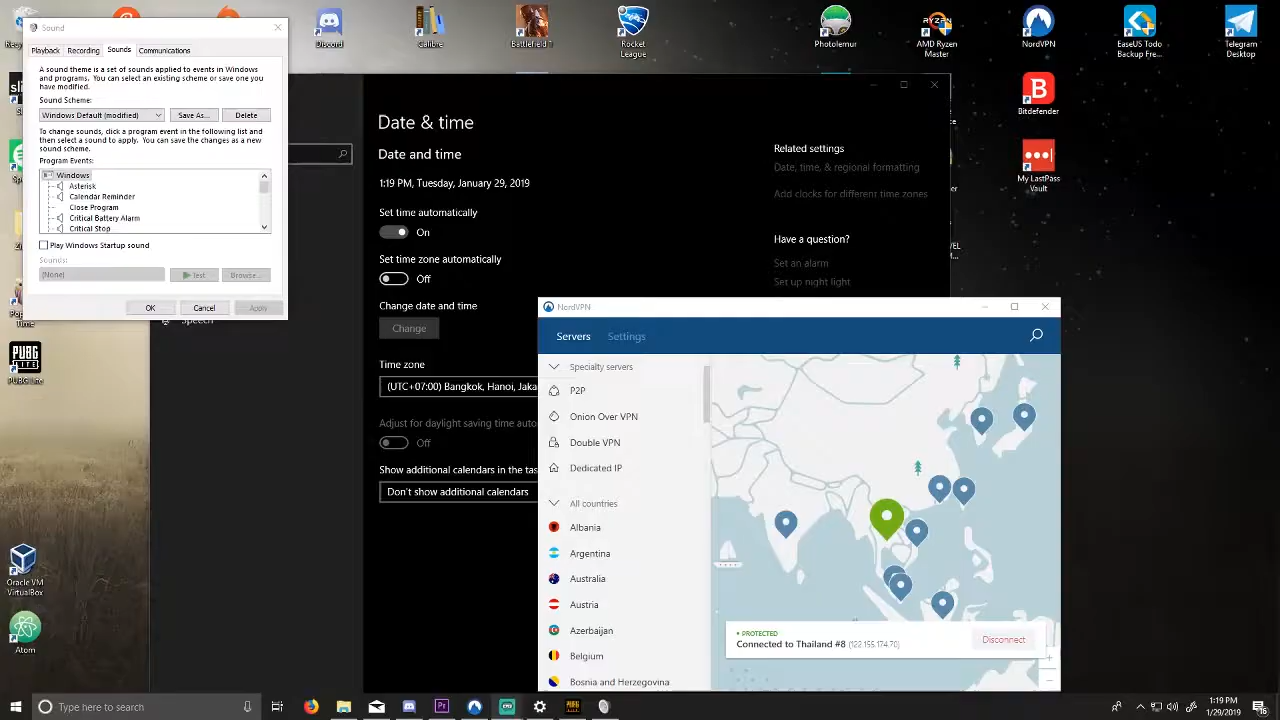 Sound
Playback
Recording
Sounds
Communications
A sound theme is a set of sounds applied to events in Windows
and programs. You can select an existing scheme or save one you
have modified.
Sound Scheme:
Windows Default (modified)
Save As...
Delete
To change sounds, click a program event in the following list and
then select a sound to apply. You can save the changes as a new
sound scheme.
Program Events:
Windows
Asterisk
Calendar Reminder
Close Program
Critical Battery Alarm
Critical Stop
Play Windows Startup sound
Sounds:
(None)
Test
Browse...
OK
Cancel
Apply
Discord
Calibre
Battlefield 1
Rocket
League
Photolemur
RYZEN
AMD Ryzen
Master
NordVPN
EaseUS Todo
Backup Fre...
Telegram
Desktop
B
Bitdefender
My LastPass
Vault
Date & time
Date and time
1:19 PM, Tuesday, January 29, 2019
Set time automatically
On
Set time zone automatically
Off
Change date and time
Change
Time zone
(UTC+07:00) Bangkok, Hanoi, Jaka
Adjust for daylight saving time auto
Off
Show additional calendars in the tas
Don't show additional calendars
Related settings
Date, time, & regional formatting
Add clocks for different time zones
Have a question?
Set an alarm
Set up night light
Speech
PUBG
LITE
PUBGLite
Oracle VM
VirtualBox
Atom
NordVPN
Servers
Settings
Specialty servers
P2P
Onion Over VPN
Double VPN
Dedicated IP
All countries
Albania
Argentina
Australia
Austria
Azerbaijan
Belgium
Bosnia and Herzegovina
PROTECTED
Connected to Thailand #8 (122.155.174.70)
Disconnect
Type here to search
Pr
1:19 PM
1/29/2019